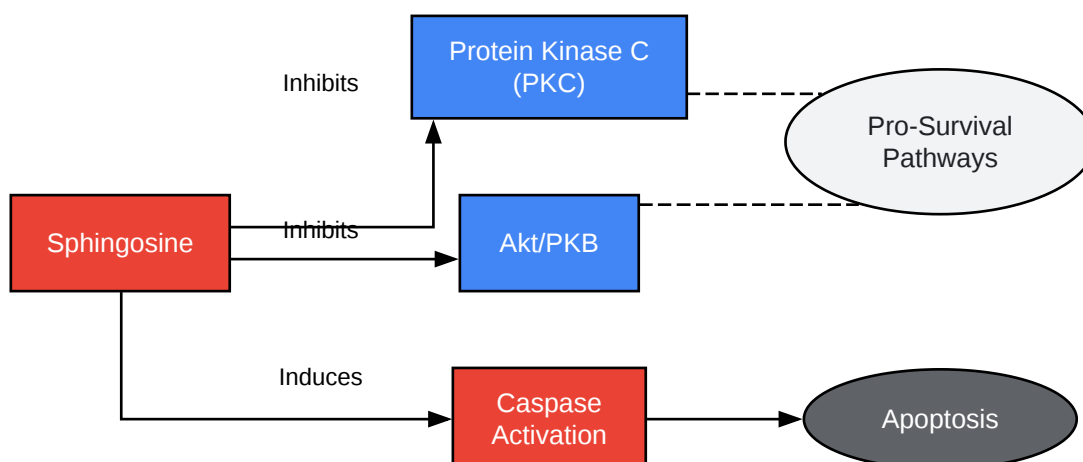 Protein Kinase C
(PKC)
Inhibits
Pro-Survival
Pathways
Sphingosine
Inhibits
Akt/PKB
Induces
Caspase
Activation
Apoptosis